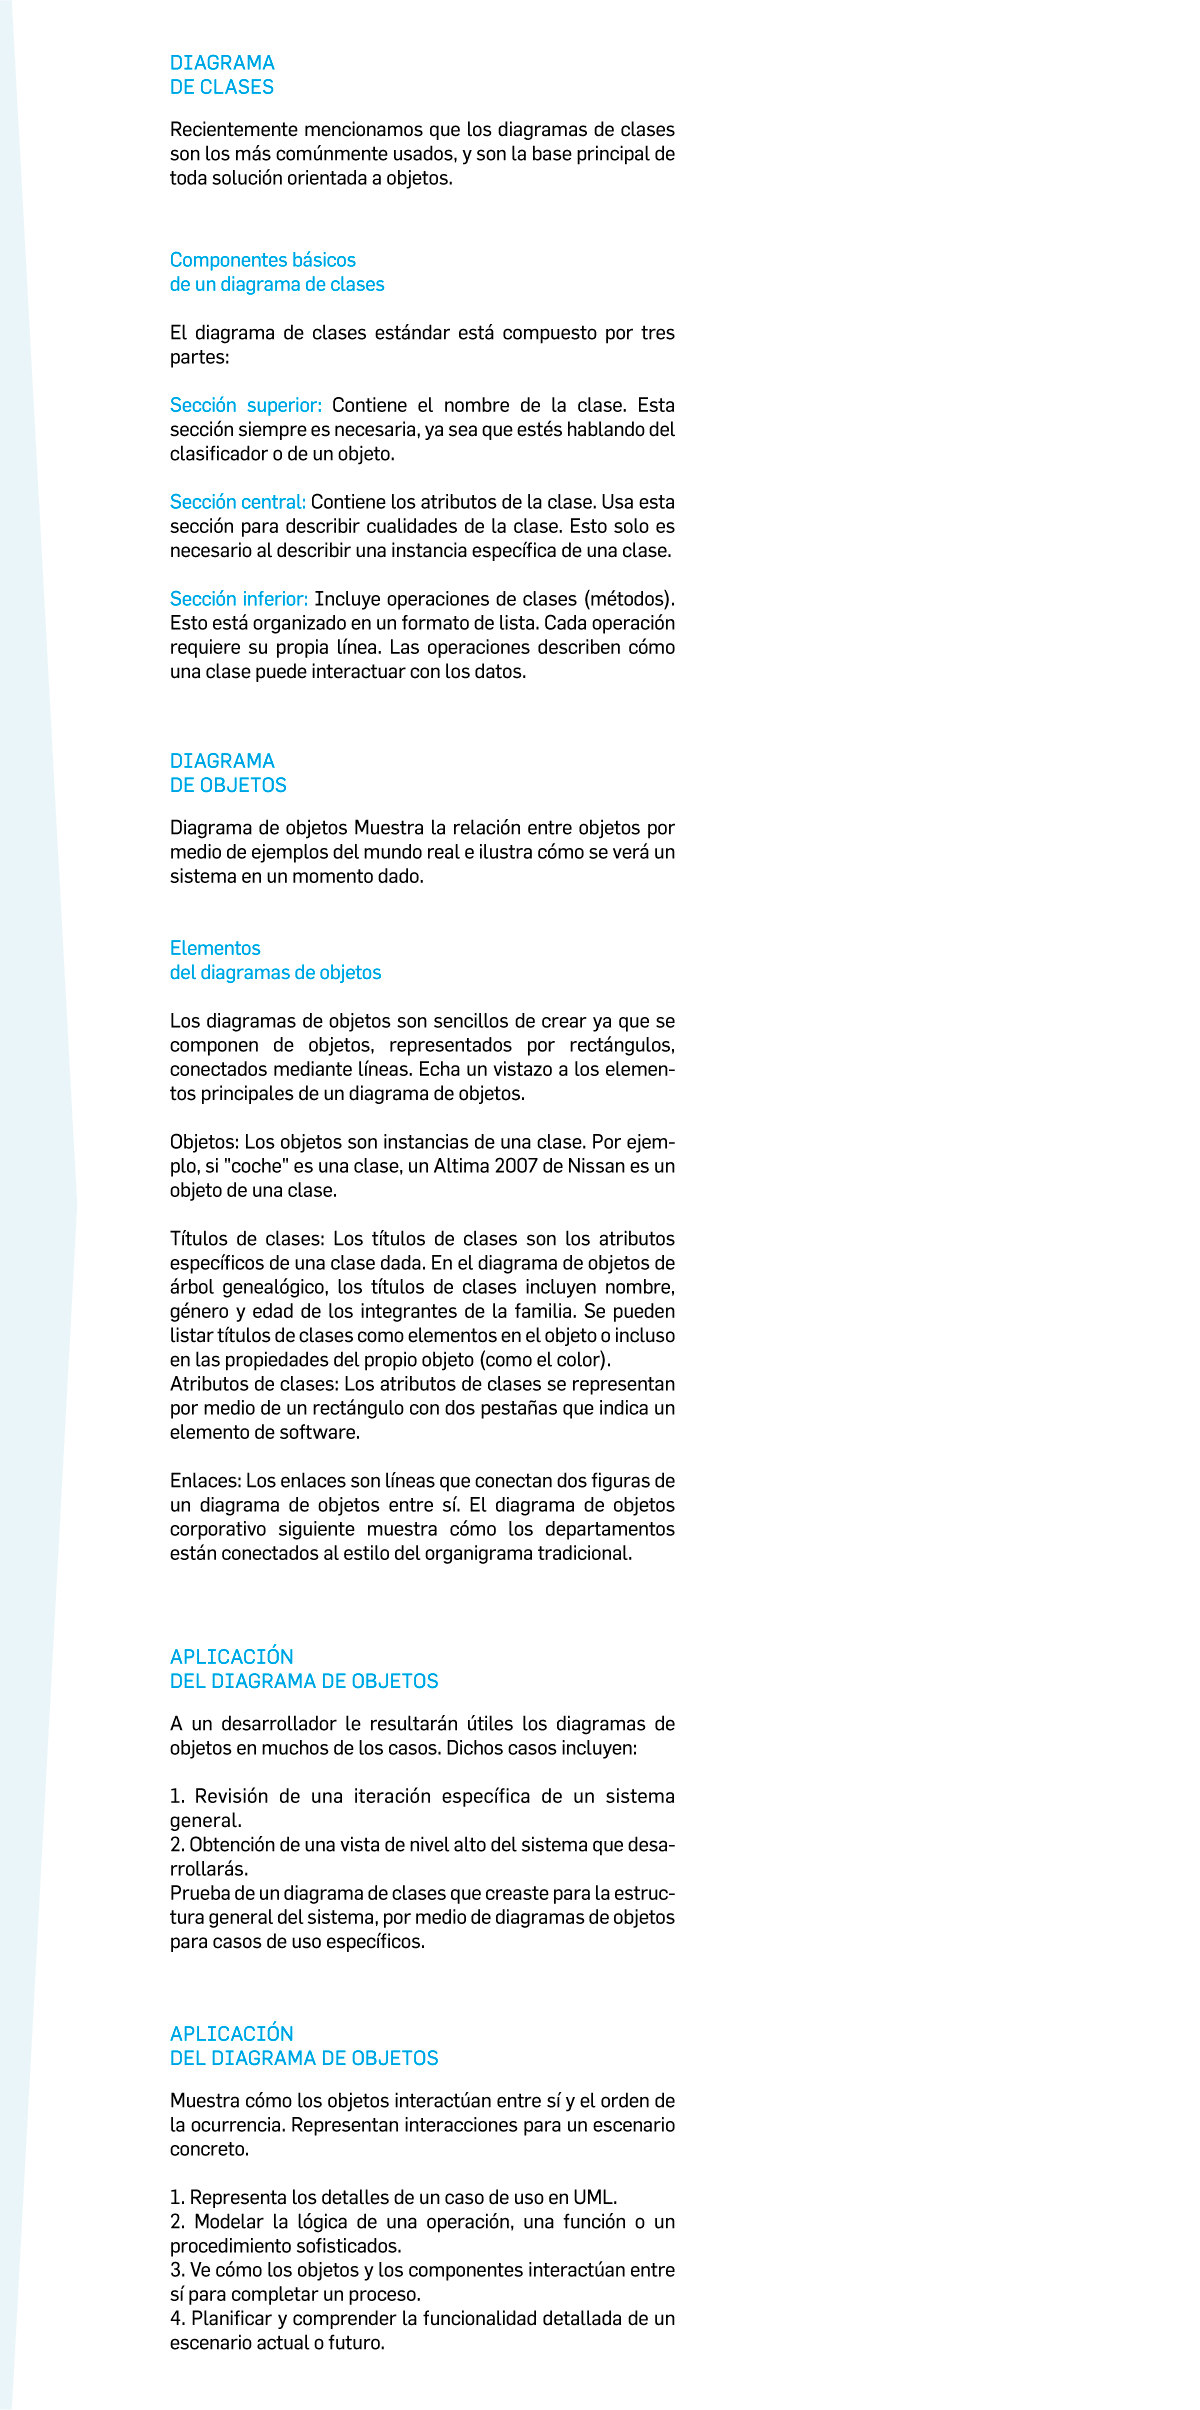 DIAGRAMA
DE CLASES
Recientemente mencionamos que los diagramas de clases
son los más comúnmente usados, y son la base principal de
toda solución orientada a objetos.
Componentes básicos
de un diagrama de clases
El diagrama de clases estándar está compuesto por tres
partes:
Sección superior: Contiene el nombre de la clase. Esta
sección siempre es necesaria, ya sea que estés hablando del
clasificador o de un objeto.
Sección central: Contiene los atributos de la clase. Usa esta
sección para describir cualidades de la clase. Esto solo es
necesario al describir una instancia específica de una clase.
Sección inferior: Incluye operaciones de clases (métodos).
Esto está organizado en un formato de lista. Cada operación
requiere su propia línea. Las operaciones describen cómo
una clase puede interactuar con los datos.
DIAGRAMA
DE OBJETOS
Diagrama de objetos Muestra la relación entre objetos por
medio de ejemplos del mundo real e ilustra cómo se verá un
sistema en un momento dado.
Elementos
del diagramas de objetos
Los diagramas de objetos son sencillos de crear ya que se
componen de objetos, representados por rectángulos,
conectados mediante líneas. Echa un vistazo a los elemen-
tos principales de un diagrama de objetos.
Objetos: Los objetos son instancias de una clase. Por ejem-
plo, si "coche" es una clase, un Altima 2007 de Nissan es un
objeto de una clase.
Títulos de clases: Los títulos de clases son los atributos
específicos de una clase dada. En el diagrama de objetos de
árbol genealógico, los títulos de clases incluyen nombre,
género y edad de los integrantes de la familia. Se pueden
listar títulos de clases como elementos en el objeto o incluso
en las propiedades del propio objeto (como el color).
Atributos de clases: Los atributos de clases se representan
por medio de un rectángulo con dos pestañas que indica un
elemento de software.
Enlaces: Los enlaces son líneas que conectan dos figuras de
un diagrama de objetos entre sí. El diagrama de objetos
corporativo siguiente muestra cómo los departamentos
están conectados al estilo del organigrama tradicional.
APLICACIÓN
DEL DIAGRAMA DE OBJETOS
A un desarrollador le resultarán útiles los diagramas de
objetos en muchos de los casos. Dichos casos incluyen:
1. Revisión de una iteración específica de un sistema
general.
2. Obtención de una vista de nivel alto del sistema que desa-
rrollarás.
Prueba de un diagrama de clases que creaste para la estruc-
tura general del sistema, por medio de diagramas de objetos
para casos de uso específicos.
APLICACIÓN
DEL DIAGRAMA DE OBJETOS
Muestra cómo los objetos interactúan entre sí y el orden de
la ocurrencia. Representan interacciones para un escenario
concreto.
1. Representa los detalles de un caso de uso en UML.
2. Modelar la lógica de una operación, una función o un
procedimiento sofisticados.
3. Ve cómo los objetos y los componentes interactúan entre
sí para completar un proceso.
4. Planificar y comprender la funcionalidad detallada de un
escenario actual o futuro.